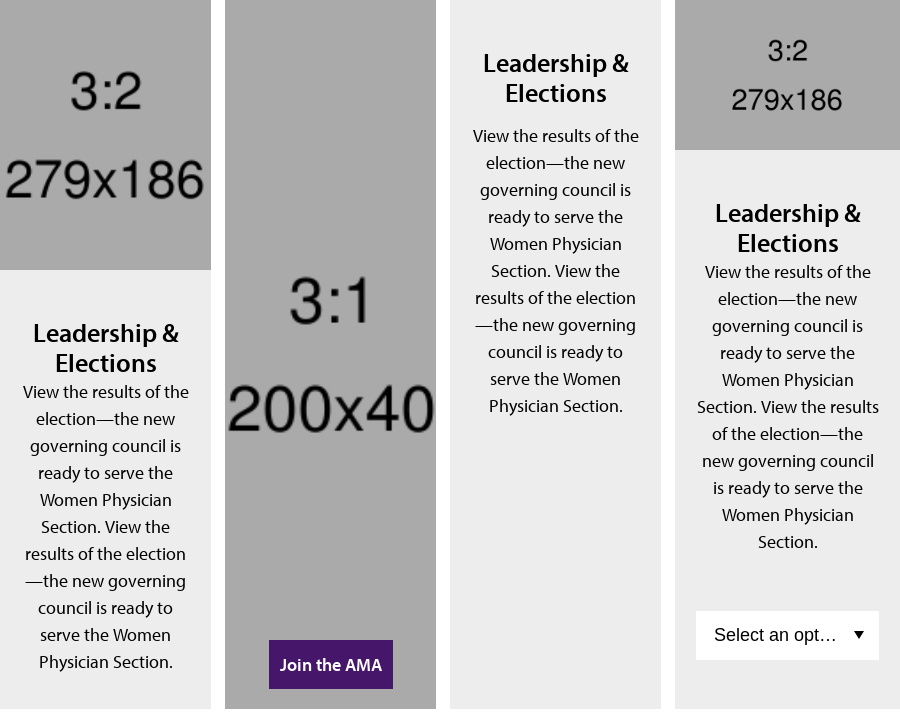 3:2
279x186
Leadership &
Elections
View the results of the
election—the new
governing council is
ready to serve the
Women Physician
Section. View the
results of the election
—the new governing
council is ready to
serve the Women
Physician Section.
3:1
200x40
Join the AMA
Leadership &
Elections
View the results of the
election—the new
governing council is
ready to serve the
Women Physician
Section. View the
results of the election
—the new governing
council is ready to
serve the Women
Physician Section.
3:2
279x186
Leadership &
Elections
View the results of the
election—the new
governing council is
ready to serve the
Women Physician
Section. View the results
of the election—the
new governing council
is ready to serve the
Women Physician
Section.
Select an opt…